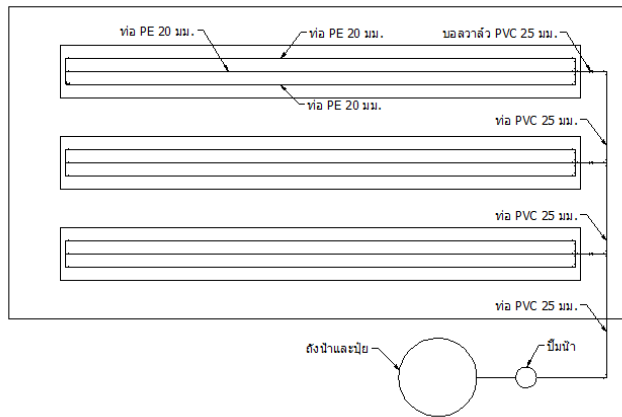 ท่อ PE 20 มม.
ท่อ PE 20 มม.
บอลวาล์ว PVC 25 มม.
ท่อ PE 20 มม.
ท่อ PVC 25 มม.
ท่อ PVC 25 มม.
ท่อ PVC 25 มม.
ถังน้ำและปุ๋ย
ปั๊มน้ำ